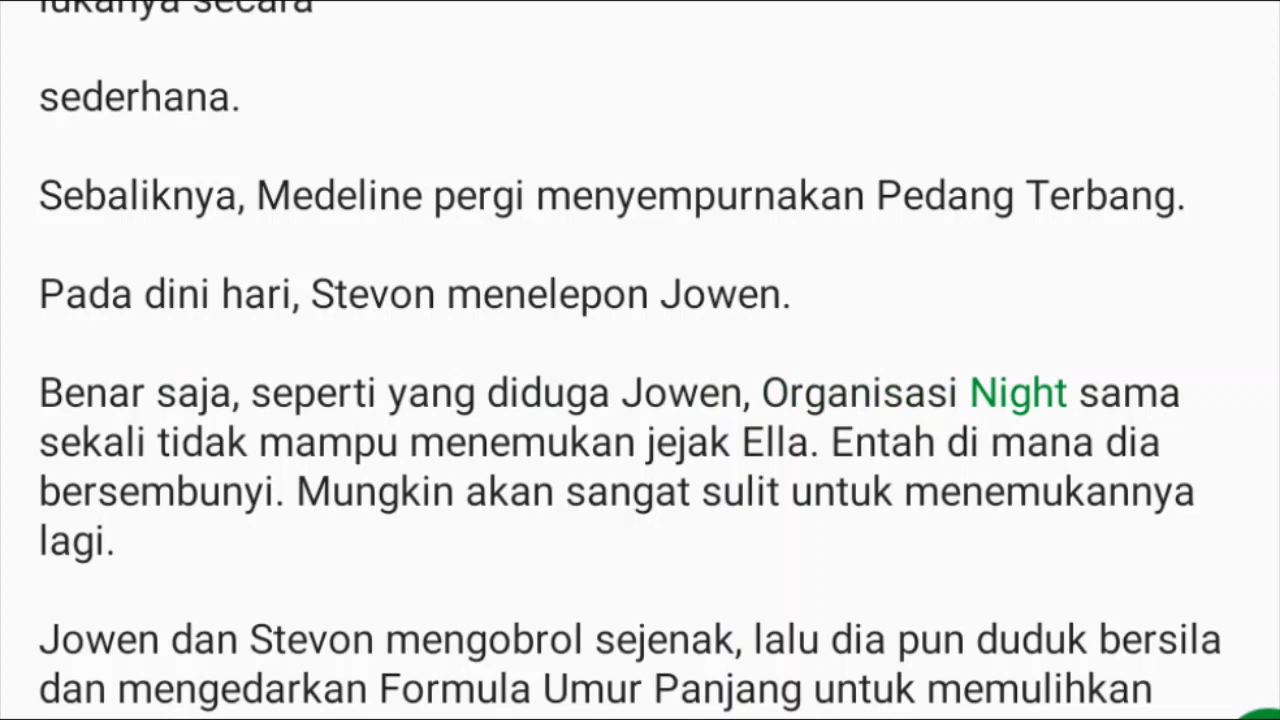 lukanya secara
sederhana.
Sebaliknya, Medeline pergi menyempurnakan Pedang Terbang.
Pada dini hari, Stevon menelepon Jowen.
Benar saja, seperti yang diduga Jowen, Organisasi Night sama
sekali tidak mampu menemukan jejak Ella. Entah di mana dia
bersembunyi. Mungkin akan sangat sulit untuk menemukannya
lagi.
Jowen dan Stevon mengobrol sejenak, lalu dia pun duduk bersila
dan mengedarkan Formula Umur Panjang untuk memulihkan